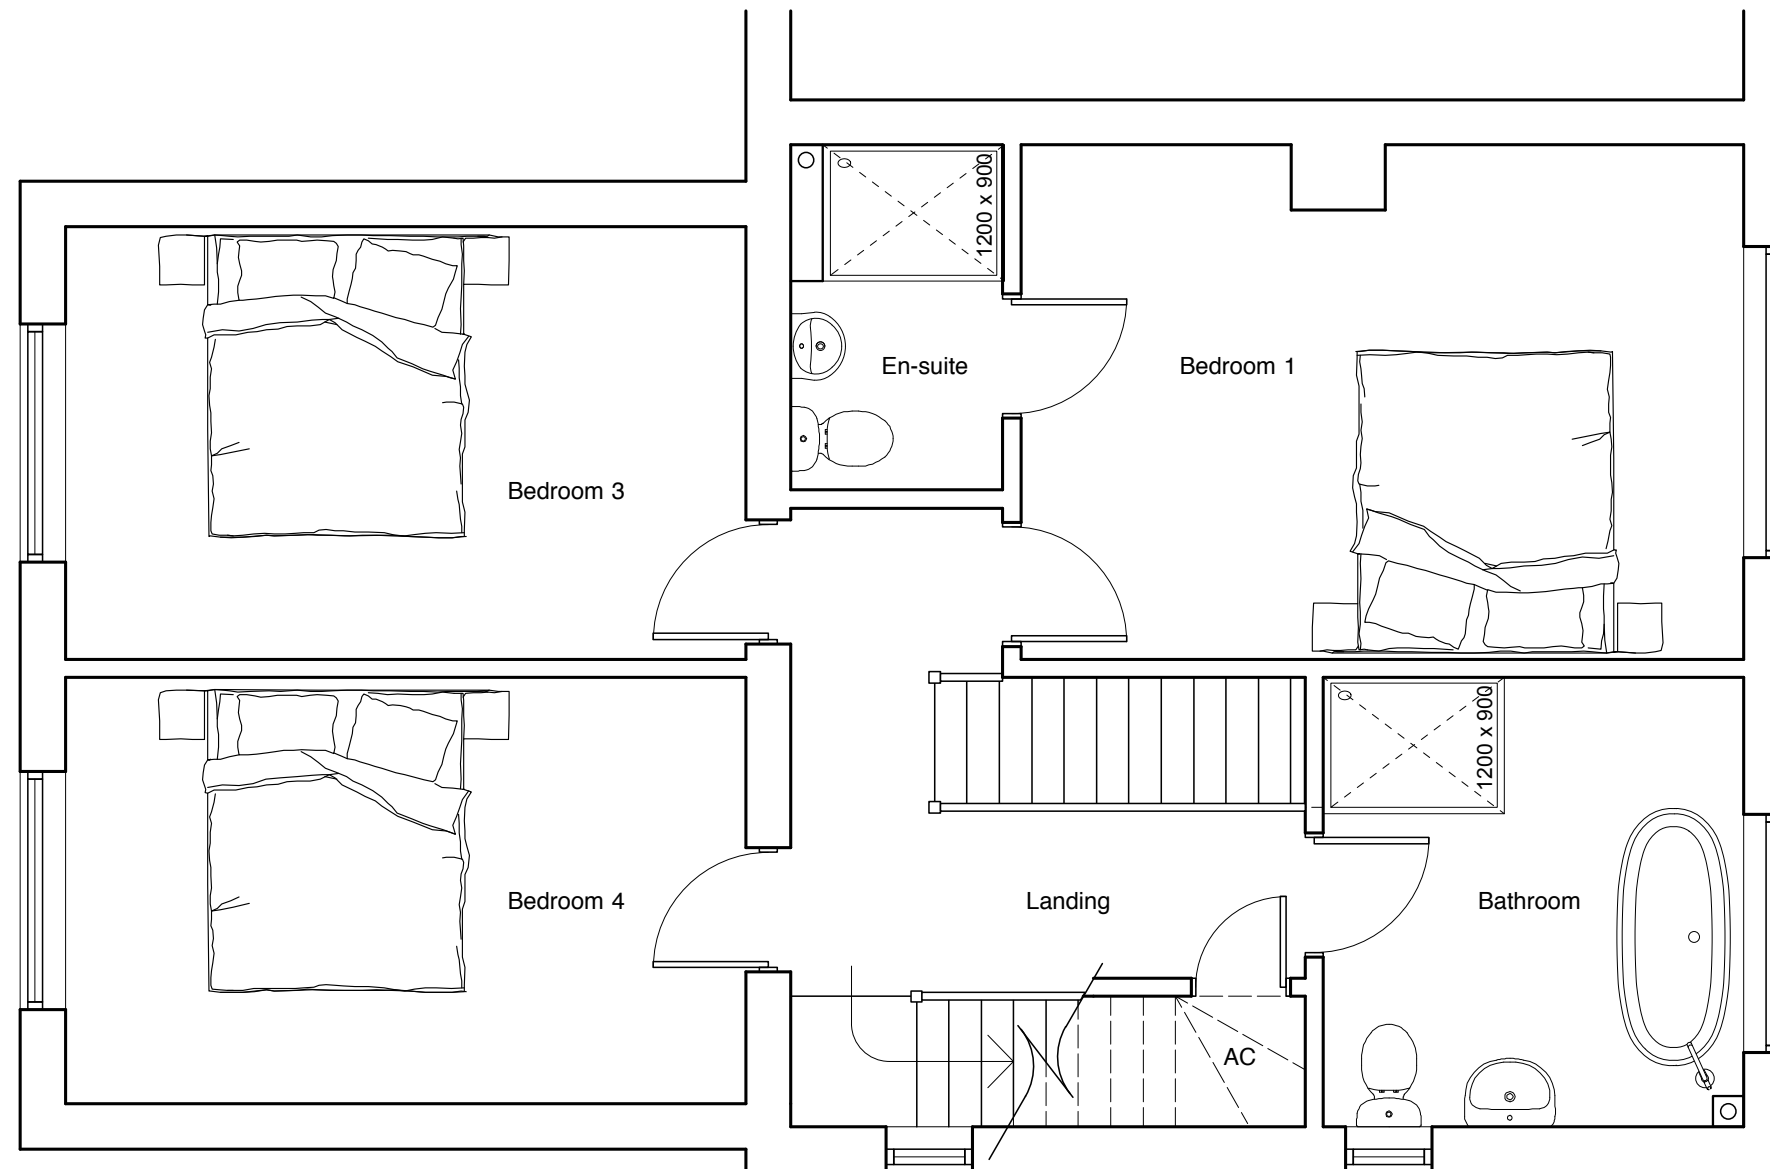 1200 x 900
En-suite
Bedroom 1
Bedroom 3
1200 x 900
Bedroom 4
Landing
Bathroom
AC